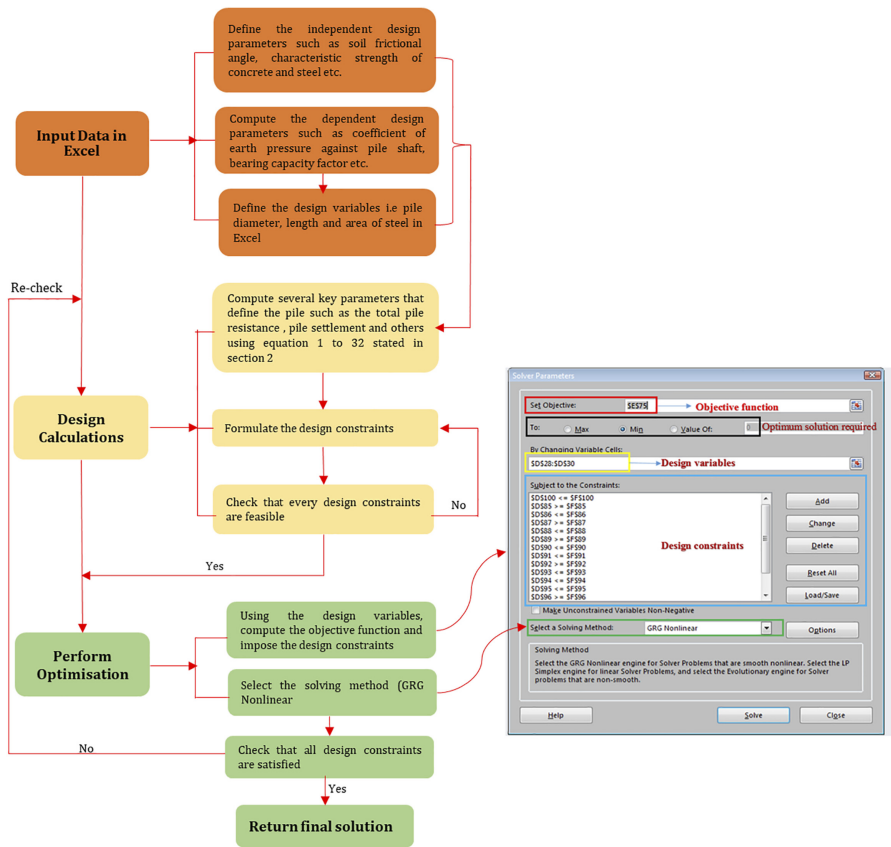 Define the independent design
parameters such as soil frictional
angle, characteristic strength of
concrete and steel etc.
Input Data in
Excel
Compute the dependent design
parameters such as coefficient of
earth pressure against pile shaft,
bearing capacity factor etc.
Define the design variables i.e pile
diameter, length and area of steel in
Excel
Re-check
Compute several key parameters that
define the pile such as the total pile
resistance , pile settlement and others
using equation 1 to 32 stated in
section 2
Design
Calculations
Formulate the design constraints
Check that every design constraints
are feasible
No
Yes
Perform
Optimisation
Using the design variables,
compute the objective function and
impose the design constraints
Select the solving method (GRG
Nonlinear
No
Check that all design constraints
are satisfied
Yes
Return final solution
Solver Parameters
Set Objective: $E$75 Objective function
To: Max Min Value Of: 0 Optimum solution required
By Changing Variable Cells:
$D$28:$D$30 Design variables
Subject to the Constraints:
$D$100 <= $F$100
$D$85 >= $F$85
$D$86 <= $F$86
$D$87 >= $F$87
$D$88 <= $F$88
$D$89 >= $F$89
$D$90 <= $F$90
$D$91 <= $F$91
$D$92 >= $F$92
$D$93 <= $F$93
$D$94 <= $F$94
$D$95 <= $F$95
$D$96 >= $F$96
Design constraints
Add
Change
Delete
Reset All
Load/Save
Make Unconstrained Variables Non-Negative
Select a Solving Method: GRG Nonlinear Options
Solving Method
Select the GRG Nonlinear engine for Solver Problems that are smooth nonlinear. Select the LP
Simplex engine for linear Solver Problems, and select the Evolutionary engine for Solver
problems that are non-smooth.
Help Solve Close